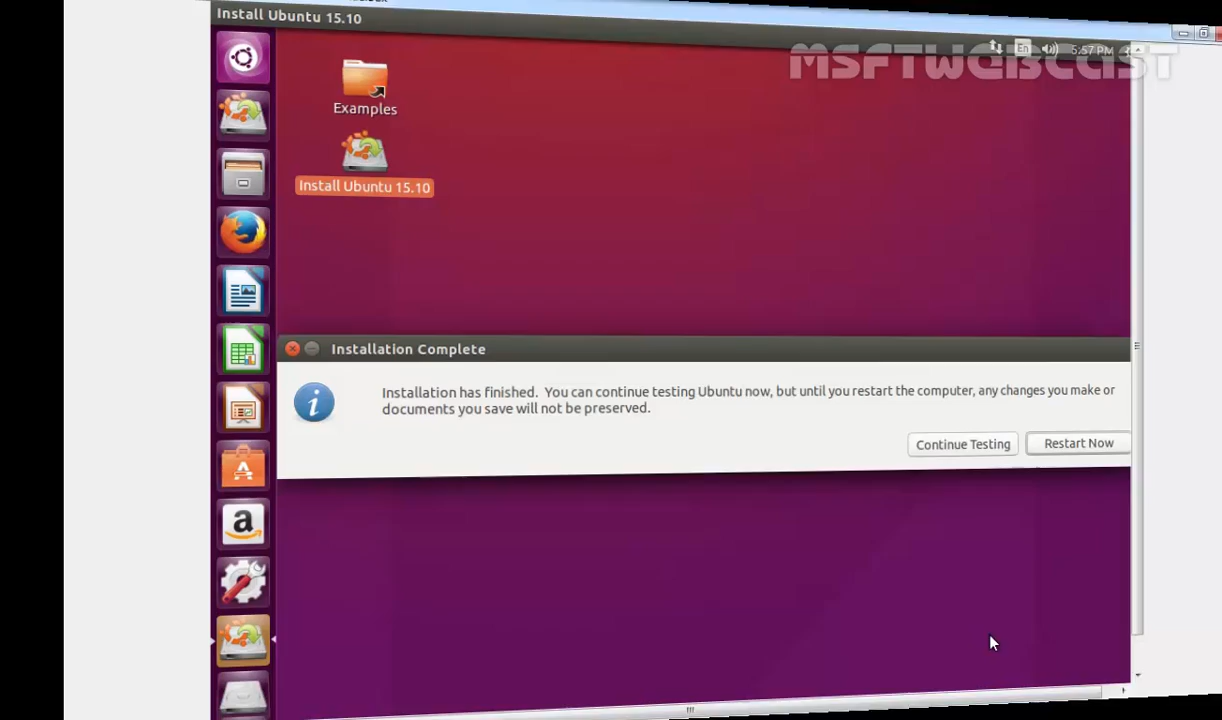 Install Ubuntu 15.10
En
5:57 PM
MSFTWEBCAST
Examples
Install Ubuntu 15.10
Installation Complete
Installation has finished. You can continue testing Ubuntu now, but until you restart the computer, any changes you make or
documents you save will not be preserved.
Continue Testing
Restart Now